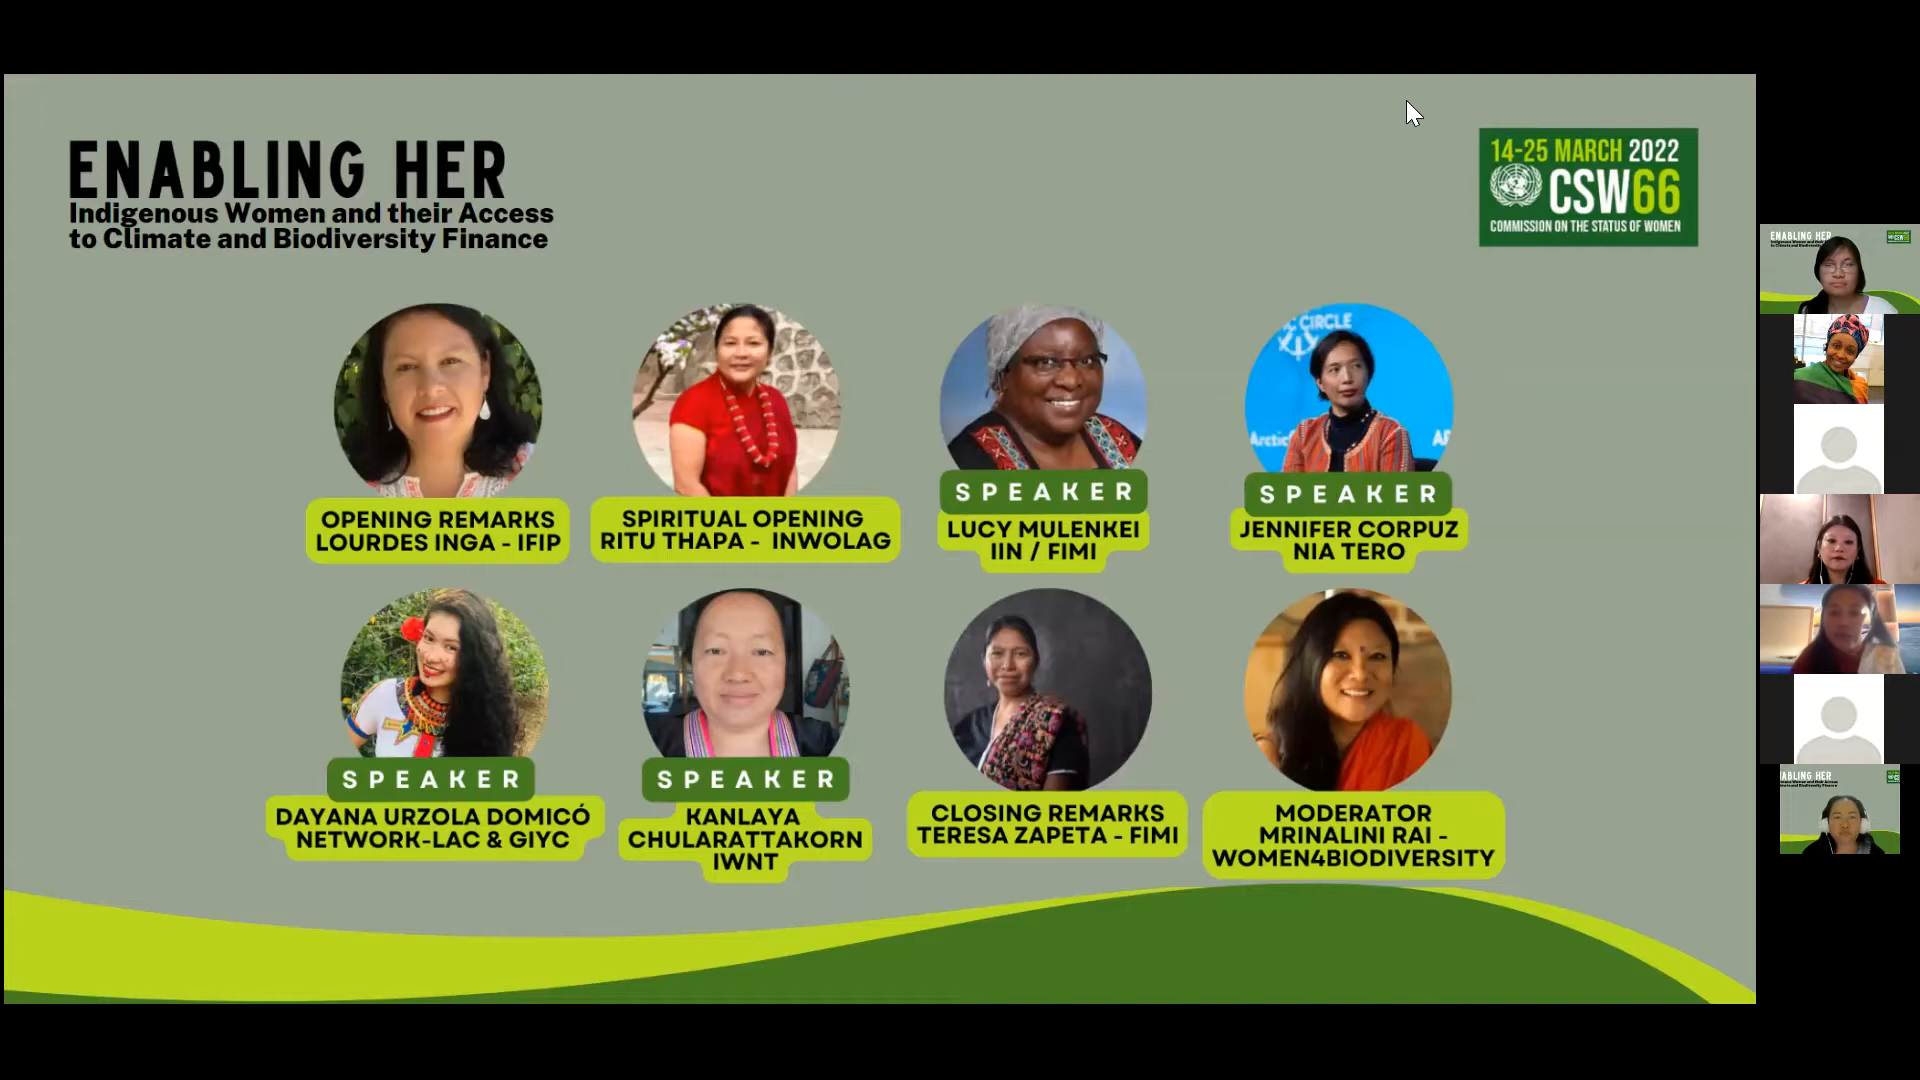 ENABLING HER
Indigenous Women and their Access
to Climate and Biodiversity Finance
14-25 MARCH 2022
CSW66
COMMISSION ON THE STATUS OF WOMEN
OPENING REMARKS
LOURDES INGA - IFIP
SPIRITUAL OPENING
RITU THAPA - INWOLAG
SPEAKER
LUCY MULENKEI
IIN / FIMI
C CIRCLE
Arctic
SPEAKER
JENNIFER CORPUZ
NIA TERO
SPEAKER
DAYANA URZOLA DOMICÓ
NETWORK-LAC & GIYC
SPEAKER
KANLAYA
CHULARATTAKORN
IWNT
CLOSING REMARKS
TERESA ZAPETA - FIMI
MODERATOR
MRINALINI RAI -
WOMEN4BIODIVERSITY
ENABLING HER